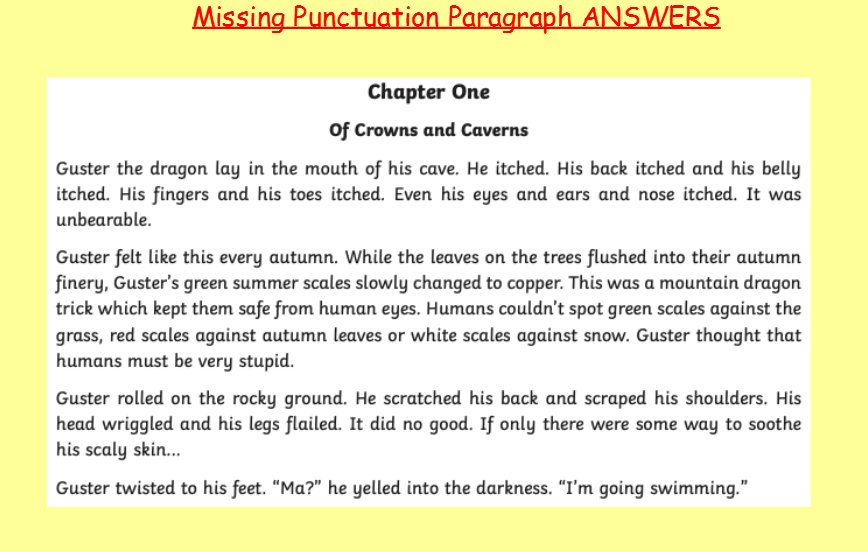 Missing Punctuation Paragraph ANSWERS
Chapter One
Of Crowns and Caverns
Guster the dragon lay in the mouth of his cave. He itched. His back itched and his belly
itched. His fingers and his toes itched. Even his eyes and ears and nose itched. It was
unbearable.
Guster felt like this every autumn. While the leaves on the trees flushed into their autumn
finery, Guster’s green summer scales slowly changed to copper. This was a mountain dragon
trick which kept them safe from human eyes. Humans couldn’t spot green scales against the
grass, red scales against autumn leaves or white scales against snow. Guster thought that
humans must be very stupid.
Guster rolled on the rocky ground. He scratched his back and scraped his shoulders. His
head wriggled and his legs flailed. It did no good. If only there were some way to soothe
his scaly skin...
Guster twisted to his feet. “Ma?” he yelled into the darkness. “I’m going swimming.”